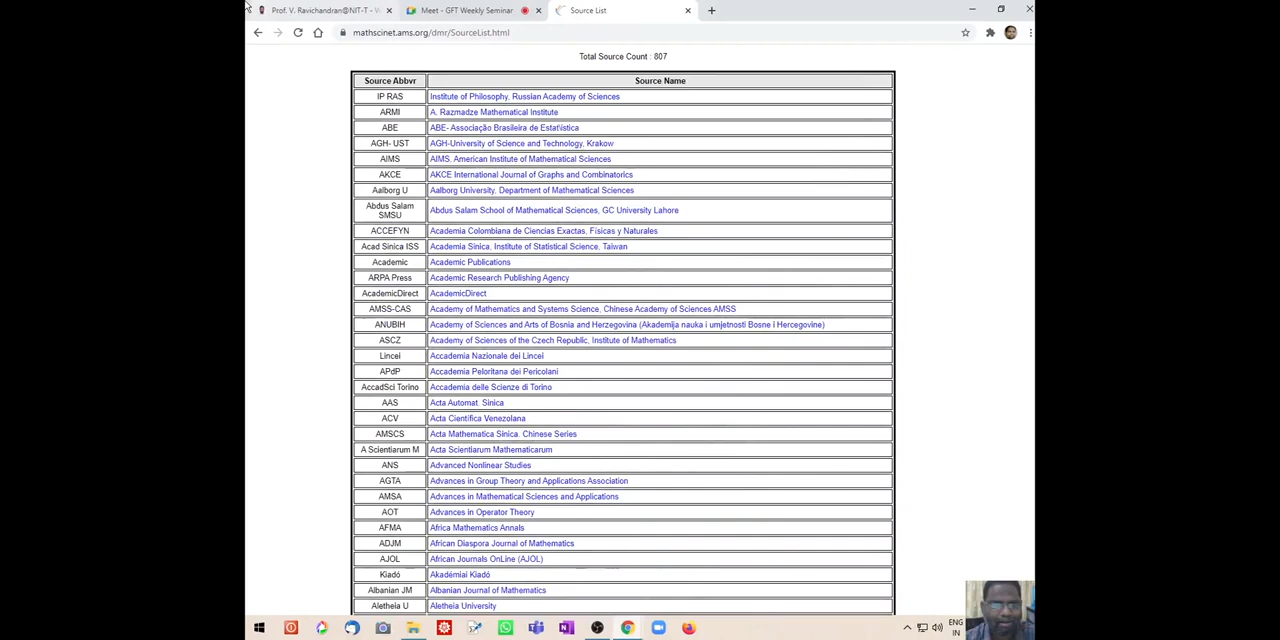 Prof. V. Ravichandran@NIT-T - W
Meet - GFT Weekly Seminar
Source List
mathscinet.ams.org/dmr/SourceList.html
Total Source Count : 807
Source Abbvr Source Name
IP RAS Institute of Philosophy, Russian Academy of Sciences
ARMI A. Razmadze Mathematical Institute
ABE ABE- Associação Brasileira de Estat\ística
AGH- UST AGH-University of Science and Technology, Krakow
AIMS AIMS, American Institute of Mathematical Sciences
AKCE AKCE International Journal of Graphs and Combinatorics
Aalborg U Aalborg University, Department of Mathematical Sciences
Abdus Salam
SMSU Abdus Salam School of Mathematical Sciences, GC University Lahore
ACCEFYN Academia Colombiana de Ciencias Exactas, Físicas y Naturales
Acad Sinica ISS Academia Sinica, Institute of Statistical Science, Taiwan
Academic Academic Publications
ARPA Press Academic Research Publishing Agency
AcademicDirect AcademicDirect
AMSS-CAS Academy of Mathematics and Systems Science, Chinese Academy of Sciences AMSS
ANUBIH Academy of Sciences and Arts of Bosnia and Herzegovina (Akademija nauka i umjetnosti Bosne i Hercegovine)
ASCZ Academy of Sciences of the Czech Republic, Institute of Mathematics
Lincei Accademia Nazionale dei Lincei
APdP Accademia Peloritana dei Pericolani
AccadSci Torino Accademia delle Scienze di Torino
AAS Acta Automat. Sinica
ACV Acta Científica Venezolana
AMSCS Acta Mathematica Sinica. Chinese Series
A Scientiarum M Acta Scientiarum Mathematicarum
ANS Advanced Nonlinear Studies
AGTA Advances in Group Theory and Applications Association
AMSA Advances in Mathematical Sciences and Applications
AOT Advances in Operator Theory
AFMA Africa Mathematics Annals
ADJM African Diaspora Journal of Mathematics
AJOL African Journals OnLine (AJOL)
Kiadó Akadémiai Kiadó
Albanian JM Albanian Journal of Mathematics
Aletheia U Aletheia University
ENG
IN